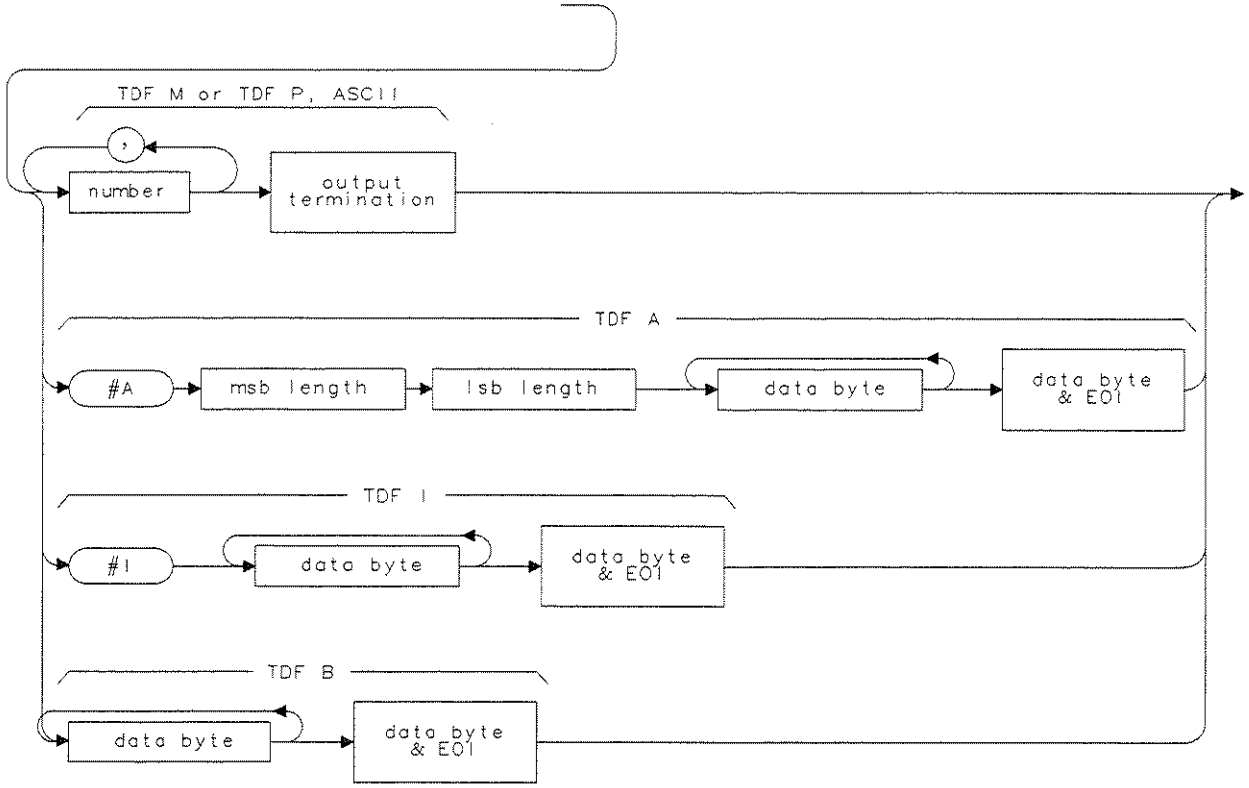 TDF M or TDF P, ASCII
,
number
output
termination
TDF A
#A
msb length
lsb length
data byte
data byte
& EOI
TDF I
#I
data byte
data byte
& EOI
TDF B
data byte
data byte
& EOI